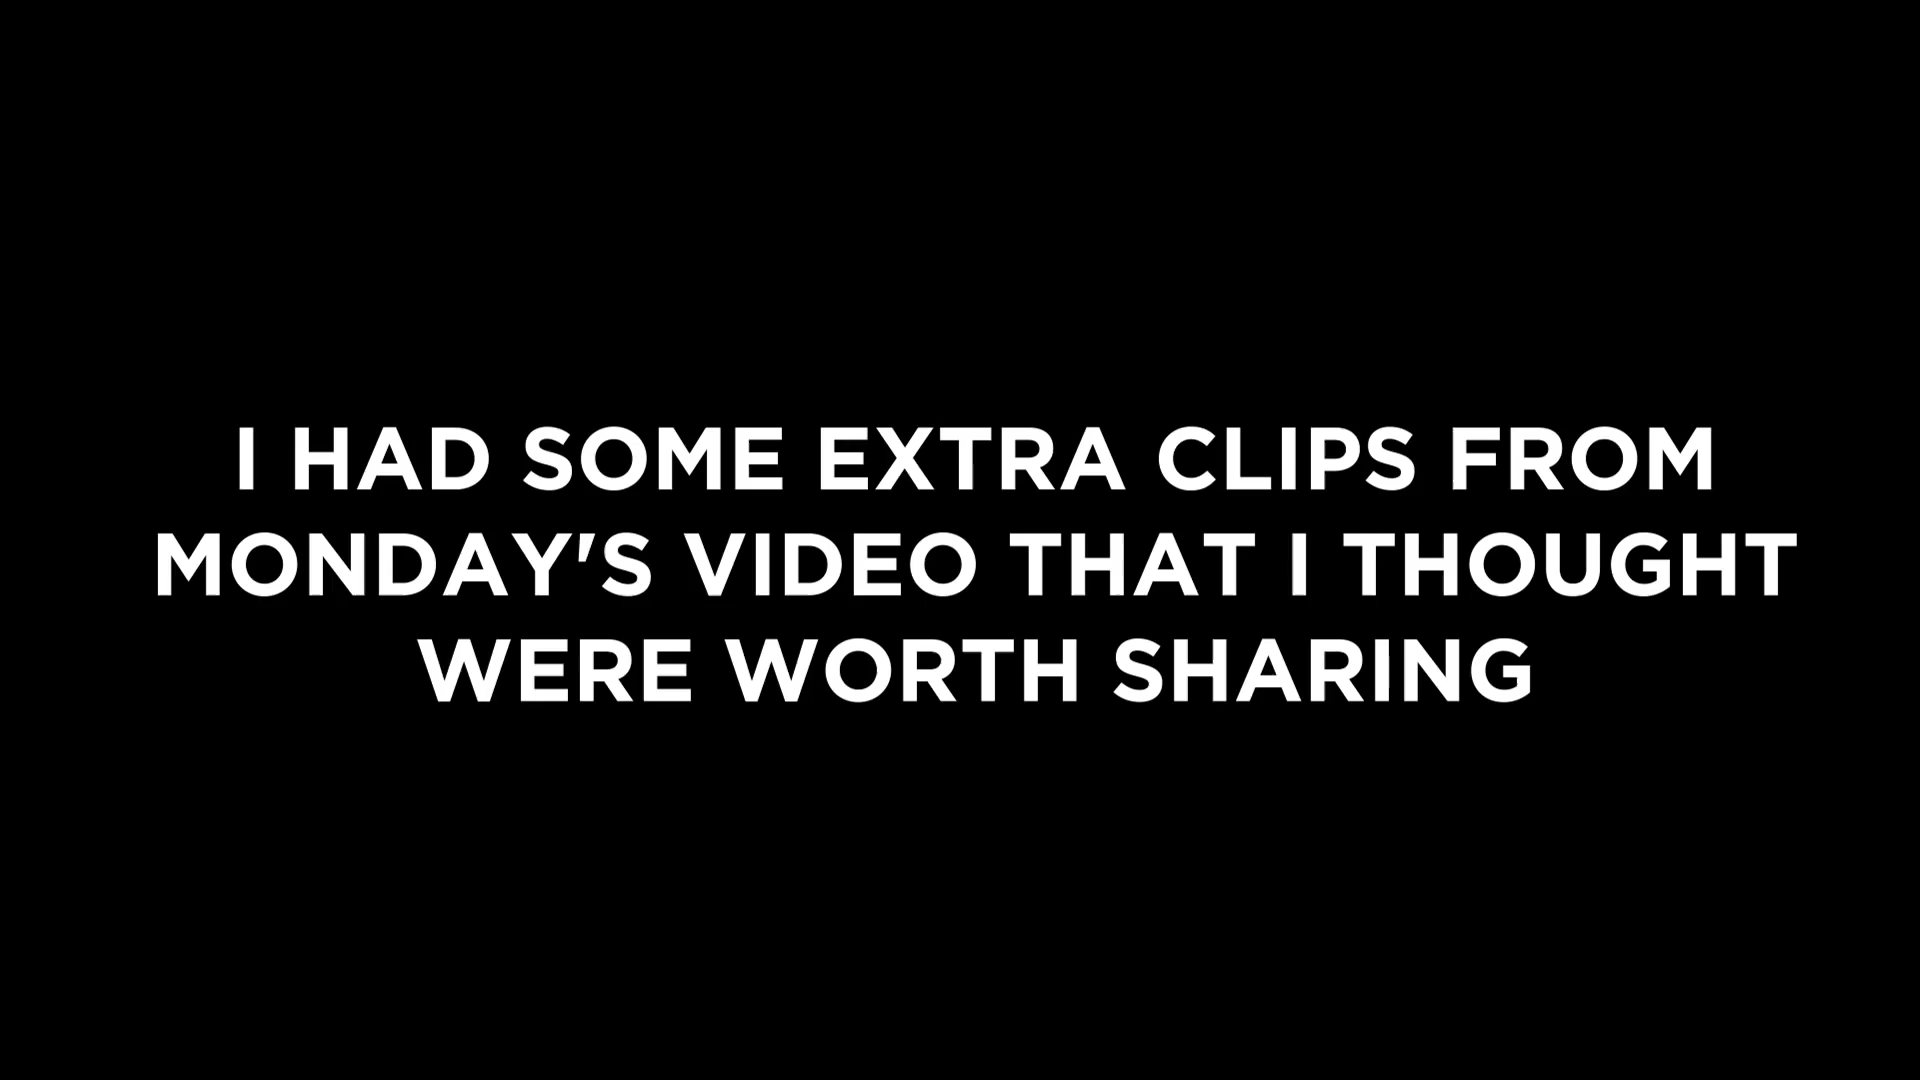 I HAD SOME EXTRA CLIPS FROM
MONDAY'S VIDEO THAT I THOUGHT
WERE WORTH SHARING